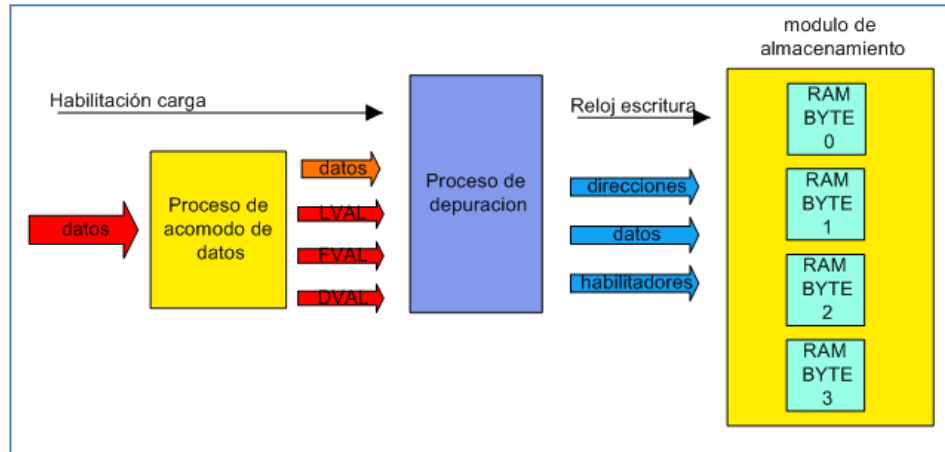 modulo de
almacenamiento
Habilitación carga
Reloj escritura
datos
Proceso de
acomodo de
datos
datos
LVAL
FVAL
DVAL
Proceso de
depuracion
direcciones
datos
habilitadores
RAM
BYTE
0
RAM
BYTE
1
RAM
BYTE
2
RAM
BYTE
3